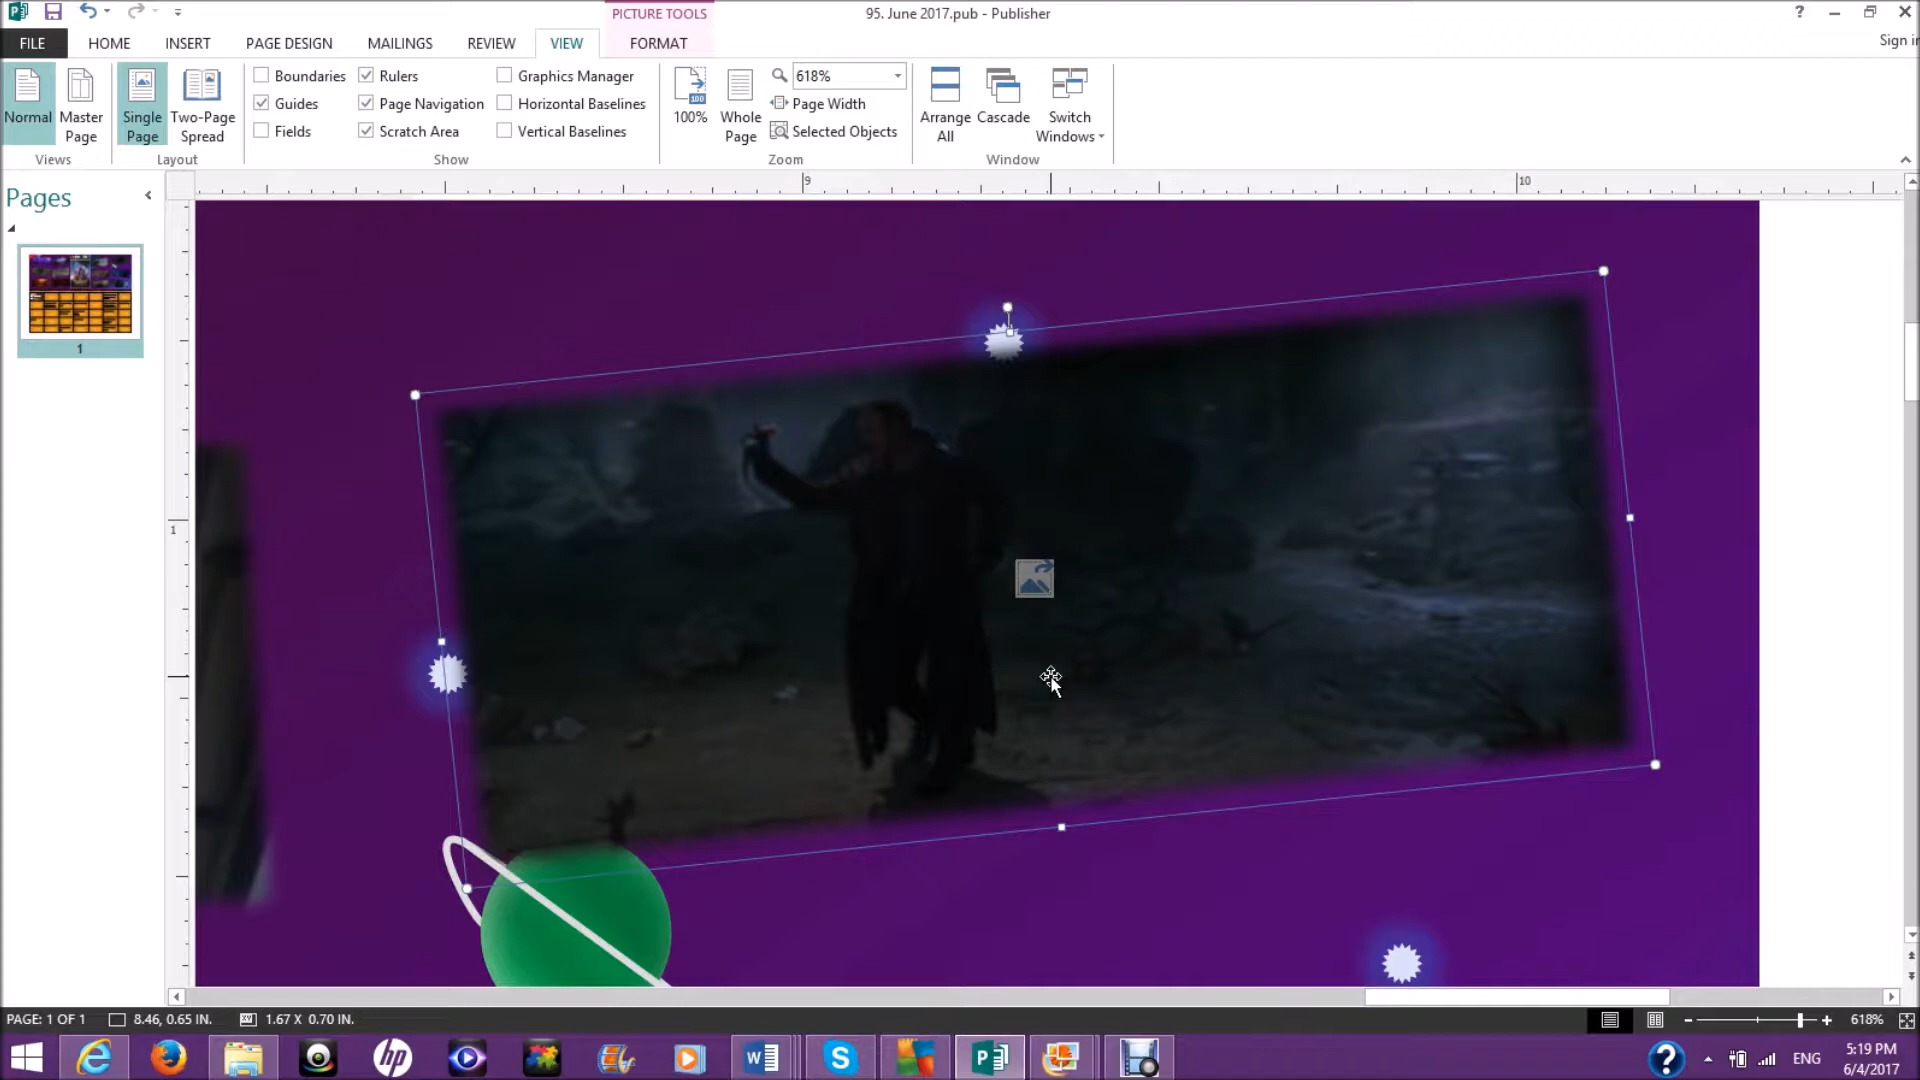 PICTURE TOOLS
95. June 2017.pub - Publisher
?
FILE HOME INSERT PAGE DESIGN MAILINGS REVIEW VIEW FORMAT
Sign in
Normal Master Page
Views
Single Page Two-Page Spread
Layout
Boundaries Rulers Graphics Manager
Guides Page Navigation Horizontal Baselines
Fields Scratch Area Vertical Baselines
Show
100% Whole Page
618%
Page Width
Selected Objects
Zoom
Arrange All Cascade Switch Windows
Window
9 10
Pages
1
1
PAGE: 1 OF 1 8.46, 0.65 IN. 1.67 X 0.70 IN. 618%
hp
ENG
5:19 PM
6/4/2017